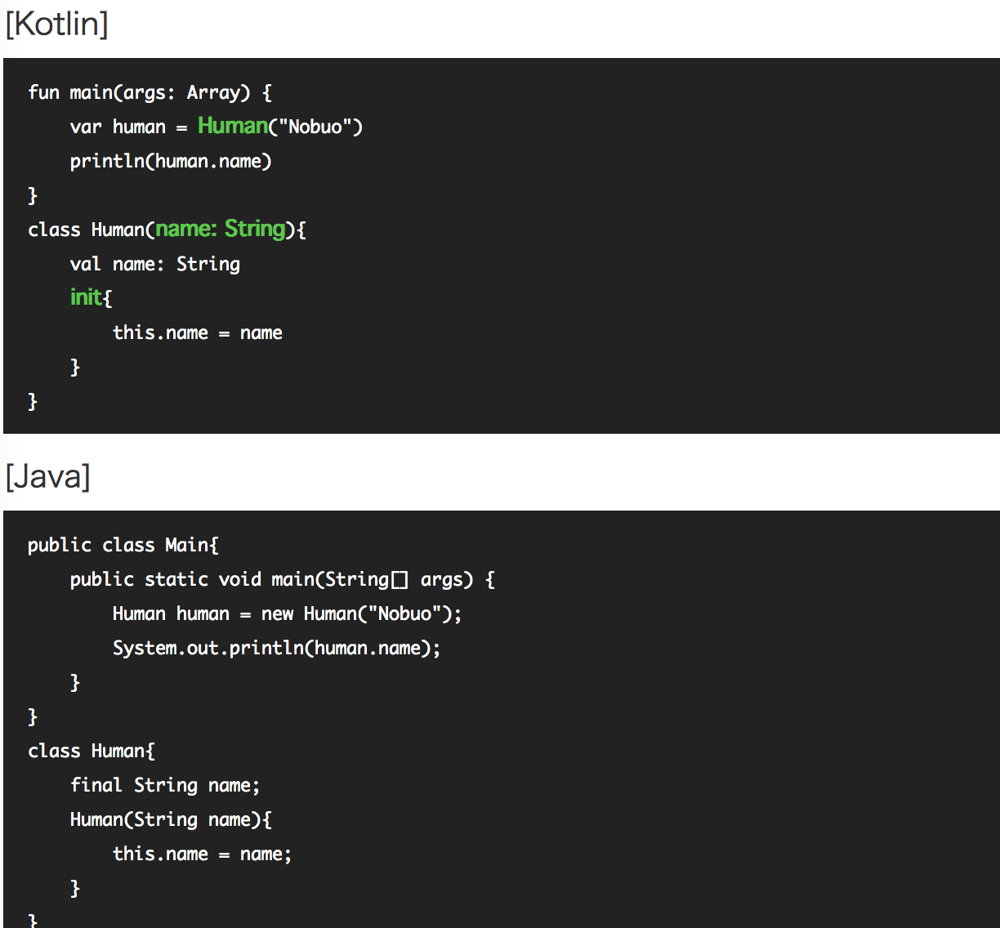 [Kotlin]
fun main(args: Array) {
    var human = Human("Nobuo")
    println(human.name)
}
class Human(name: String){
    val name: String
    init{
        this.name = name
    }
}
[Java]
public class Main{
    public static void main(String[] args) {
        Human human = new Human("Nobuo");
        System.out.println(human.name);
    }
}
class Human{
    final String name;
    Human(String name){
        this.name = name;
    }
}